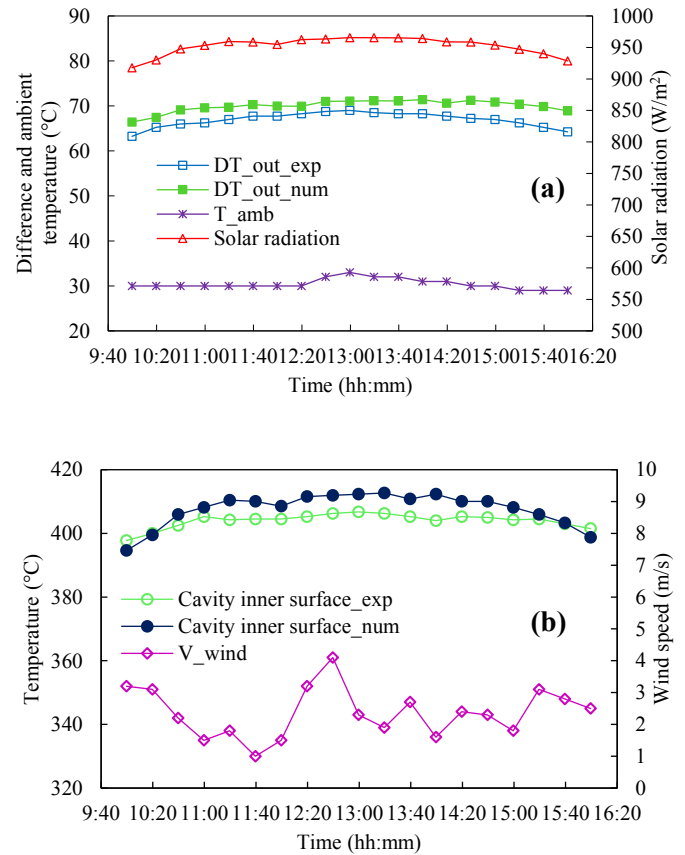 90
80
70
60
50
40
30
20
Difference and ambient
temperature (°C)
1000
950
900
850
800
750
700
650
600
550
500
Solar radiation (W/m²)
DT_out_exp
DT_out_num
T_amb
Solar radiation
(a)
9:40 10:20 11:00 11:40 12:20 13:00 13:40 14:20 15:00 15:40 16:20
Time (hh:mm)
420
400
380
360
340
320
Temperature (°C)
10
9
8
7
6
5
4
3
2
1
0
Wind speed (m/s)
Cavity inner surface_exp
Cavity inner surface_num
V_wind
(b)
9:40 10:20 11:00 11:40 12:20 13:00 13:40 14:20 15:00 15:40 16:20
Time (hh:mm)